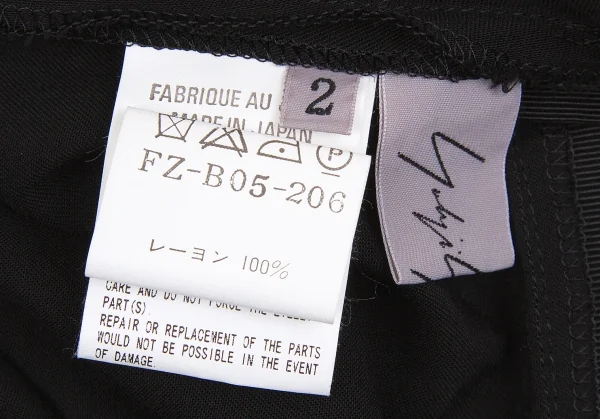 FABRIQUE AU
2
MADE IN JAPAN
P
FZ-B05-206
レーヨン 100%
CARE AND DO NOT FORCE THE
PART(S).
REPAIR OR REPLACEMENT OF THE PARTS
WOULD NOT BE POSSIBLE IN THE EVENT
OF DAMAGE.
Yohji